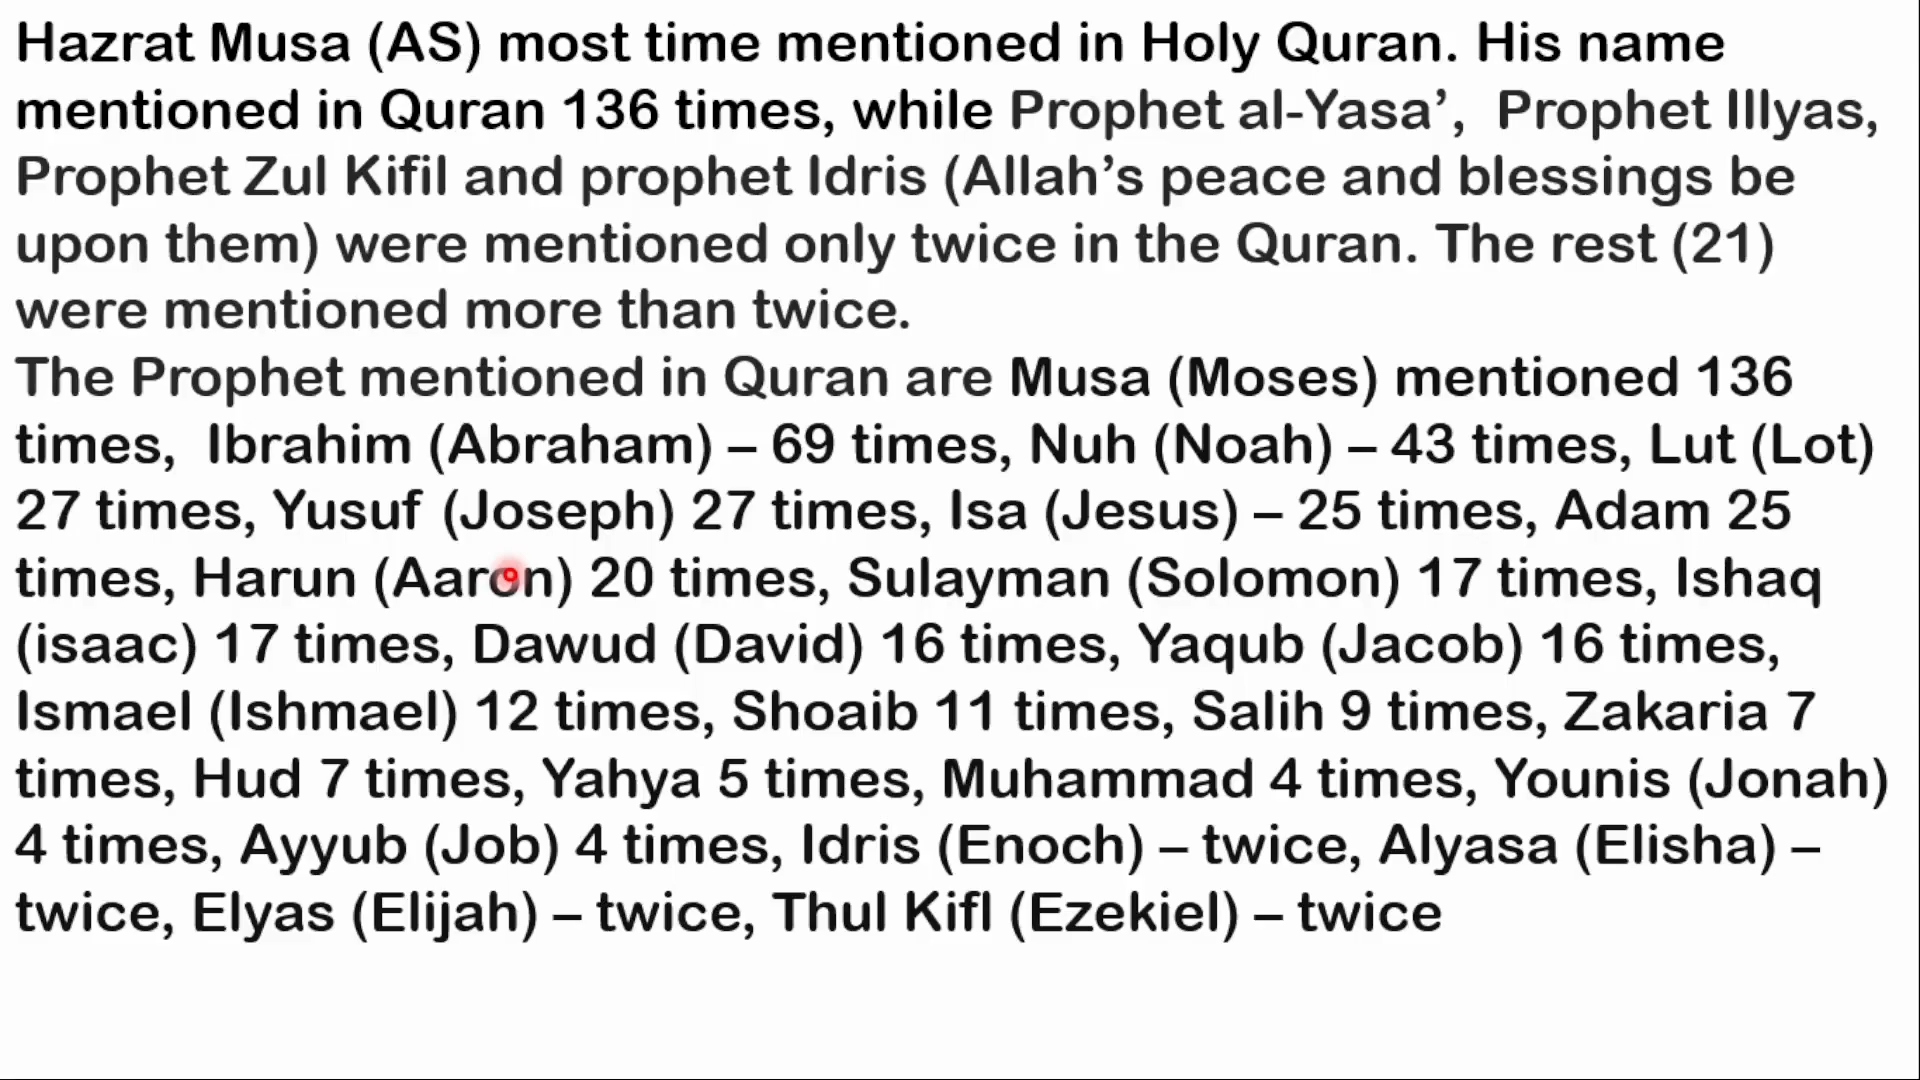 Hazrat Musa (AS) most time mentioned in Holy Quran. His name
mentioned in Quran 136 times, while Prophet al-Yasa’, Prophet Illyas,
Prophet Zul Kifil and prophet Idris (Allah’s peace and blessings be
upon them) were mentioned only twice in the Quran. The rest (21)
were mentioned more than twice.
The Prophet mentioned in Quran are Musa (Moses) mentioned 136
times, Ibrahim (Abraham) – 69 times, Nuh (Noah) – 43 times, Lut (Lot)
27 times, Yusuf (Joseph) 27 times, Isa (Jesus) – 25 times, Adam 25
times, Harun (Aaron) 20 times, Sulayman (Solomon) 17 times, Ishaq
(isaac) 17 times, Dawud (David) 16 times, Yaqub (Jacob) 16 times,
Ismael (Ishmael) 12 times, Shoaib 11 times, Salih 9 times, Zakaria 7
times, Hud 7 times, Yahya 5 times, Muhammad 4 times, Younis (Jonah)
4 times, Ayyub (Job) 4 times, Idris (Enoch) – twice, Alyasa (Elisha) –
twice, Elyas (Elijah) – twice, Thul Kifl (Ezekiel) – twice